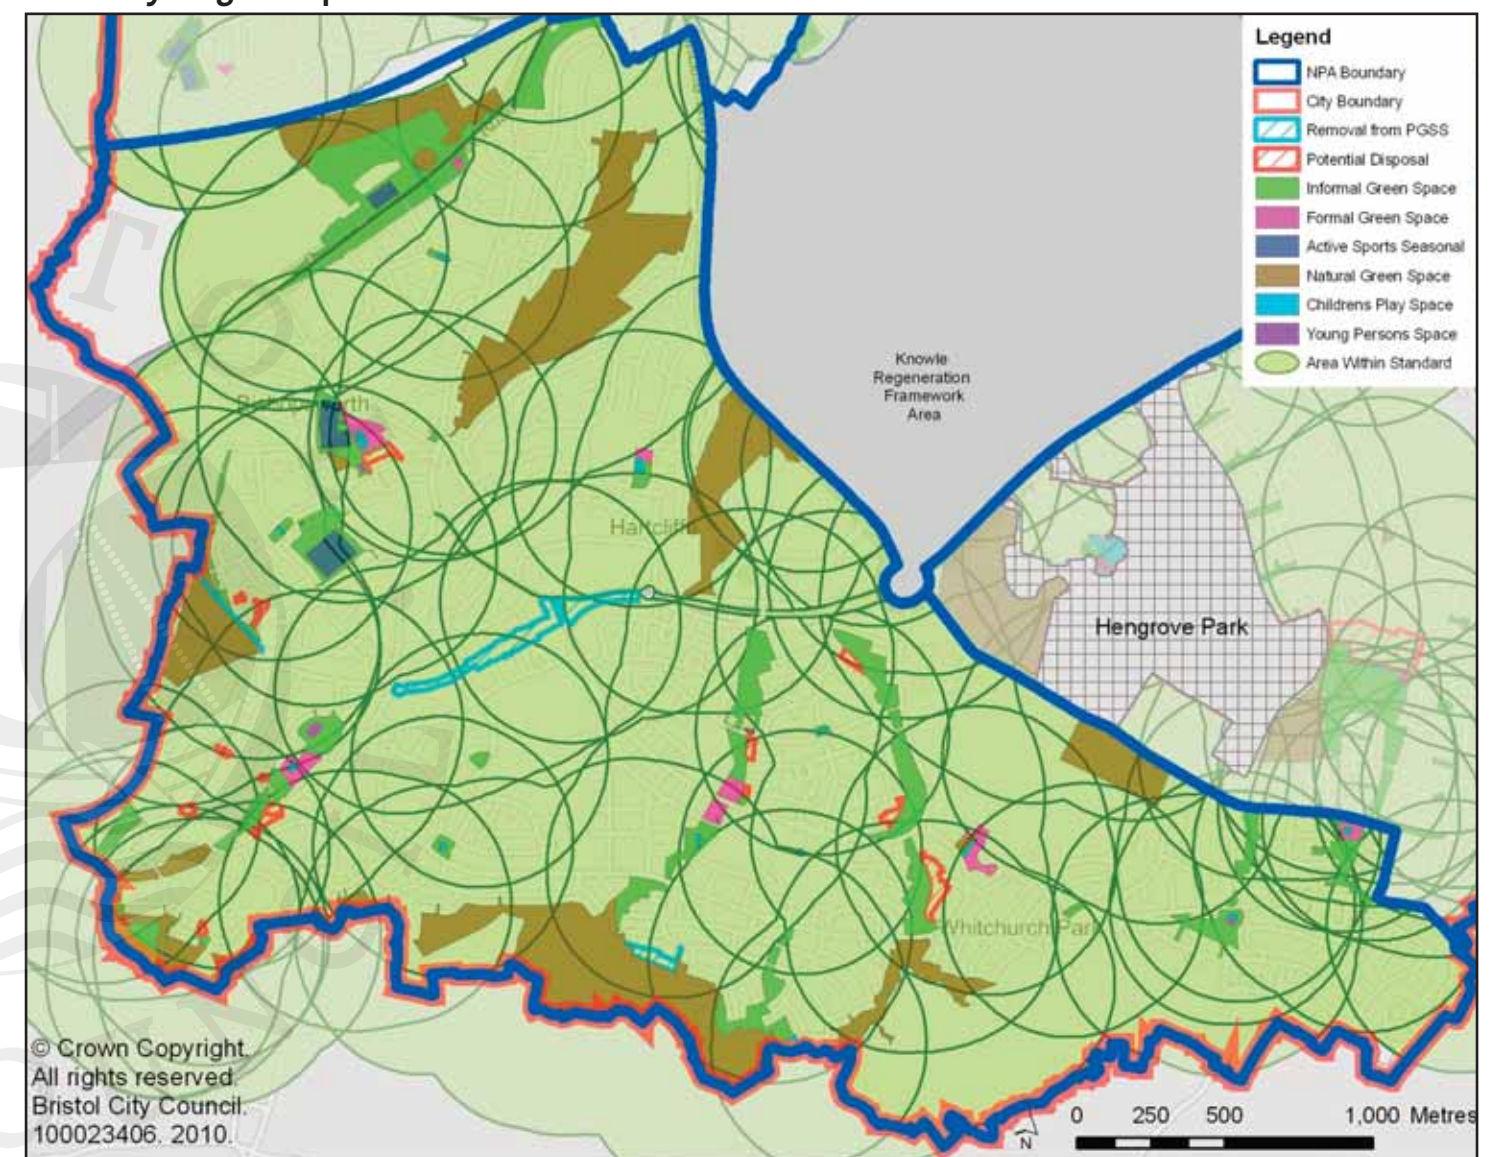 Legend
NPA Boundary
City Boundary
Removal from PGSS
Potential Disposal
Informal Green Space
Formal Green Space
Active Sports Seasonal
Natural Green Space
Childrens Play Space
Young Persons Space
Area Within Standard
Knowle
Regeneration
Framework
Area
Hartcliffe
Hengrove Park
Whitchurch Park
© Crown Copyright.
All rights reserved.
Bristol City Council.
100023406. 2010.
0 250 500 1,000 Metres
N